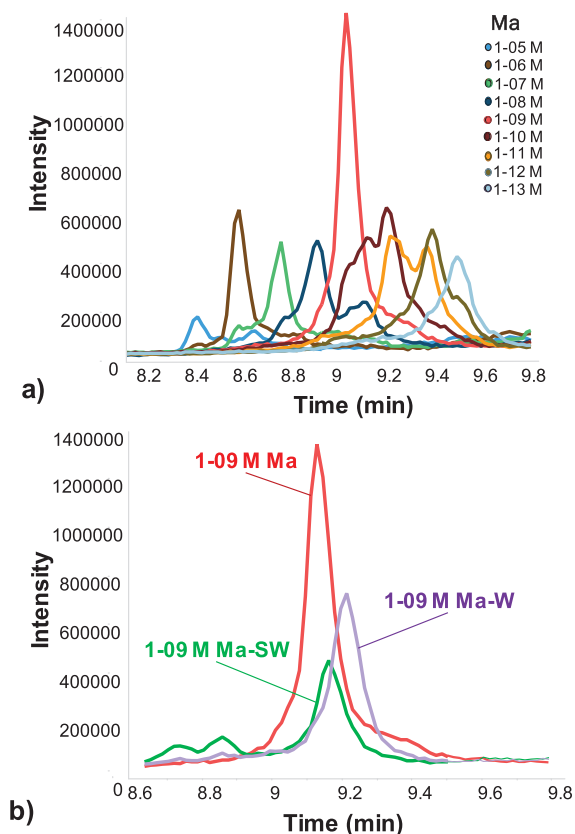 Ma
1-05 M
1-06 M
1-07 M
1-08 M
1-09 M
1-10 M
1-11 M
1-12 M
1-13 M
Intensity
1400000
1200000
1000000
800000
600000
400000
200000
0
8.2 8.4 8.6 8.8 9 9.2 9.4 9.6 9.8
Time (min)
a)
Intensity
1400000
1200000
1000000
800000
600000
400000
200000
0
1-09 M Ma
1-09 M Ma-W
1-09 M Ma-SW
8.6 8.8 9 9.2 9.4 9.6 9.8
Time (min)
b)